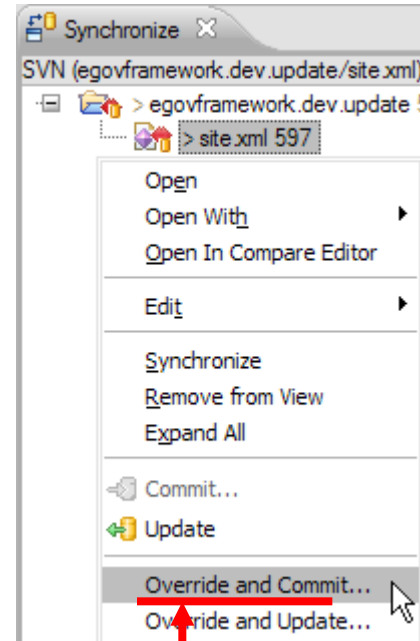 Synchronize
SVN (egovframework.dev.update/site.xml)
> egovframework.dev.update
> site.xml 597
Open
Open With
Open In Compare Editor
Edit
Synchronize
Remove from View
Expand All
Commit...
Update
Override and Commit...
Override and Update...